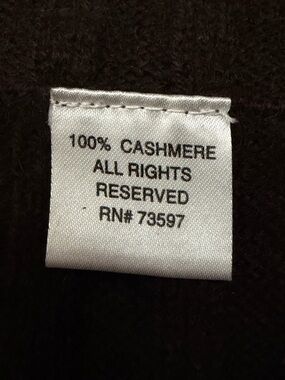 100% CASHMERE
ALL RIGHTS
RESERVED
RN# 73597